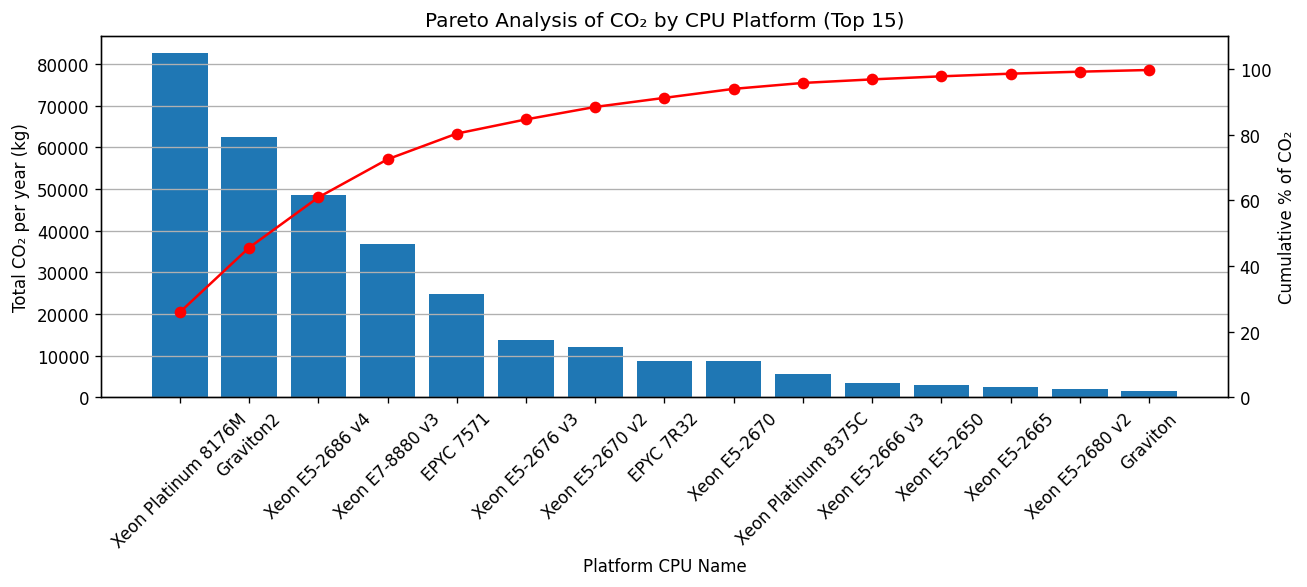 Pareto Analysis of CO₂ by CPU Platform (Top 15)
Total CO₂ per year (kg)
80000
70000
60000
50000
40000
30000
20000
10000
0
100
80
60
40
20
0
Cumulative % of CO₂
Xeon Platinum 8176M
Graviton2
Xeon E5-2686 v4
Xeon E7-8880 v3
EPYC 7571
Xeon E5-2676 v3
Xeon E5-2670 v2
EPYC 7R32
Xeon E5-2670
Xeon Platinum 8375C
Xeon E5-2666 v3
Xeon E5-2650
Xeon E5-2665
Xeon E5-2680 v2
Graviton
Platform CPU Name